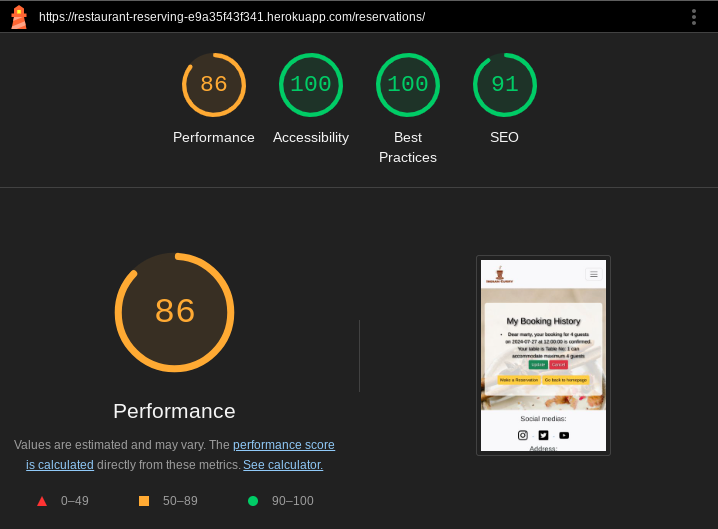 https://restaurant-reserving-e9a35f43f341.herokuapp.com/reservations/
86 100 100 91
Performance Accessibility Best Practices SEO
86
Performance
Values are estimated and may vary. The performance score
is calculated directly from these metrics. See calculator.
0–49 50–89 90–100
My Booking History
Dear marty, your booking for 4 guests
on 2024-07-27 at 12:00:00 is confirmed.
Your table is Table No: 1 can
accommodate maximum 4 guests
Update Cancel
Make a Reservation Go back to homepage
Social medias:
Address: